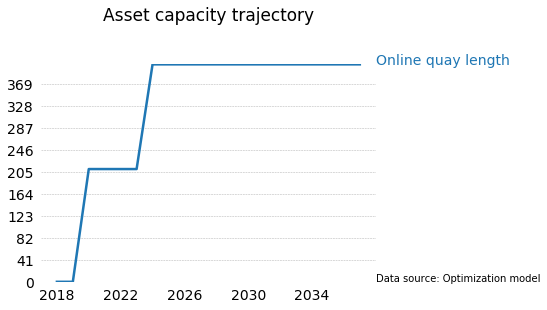 Asset capacity trajectory
Online quay length
369
328
287
246
205
164
123
82
41
0
Data source: Optimization model
2018 2022 2026 2030 2034